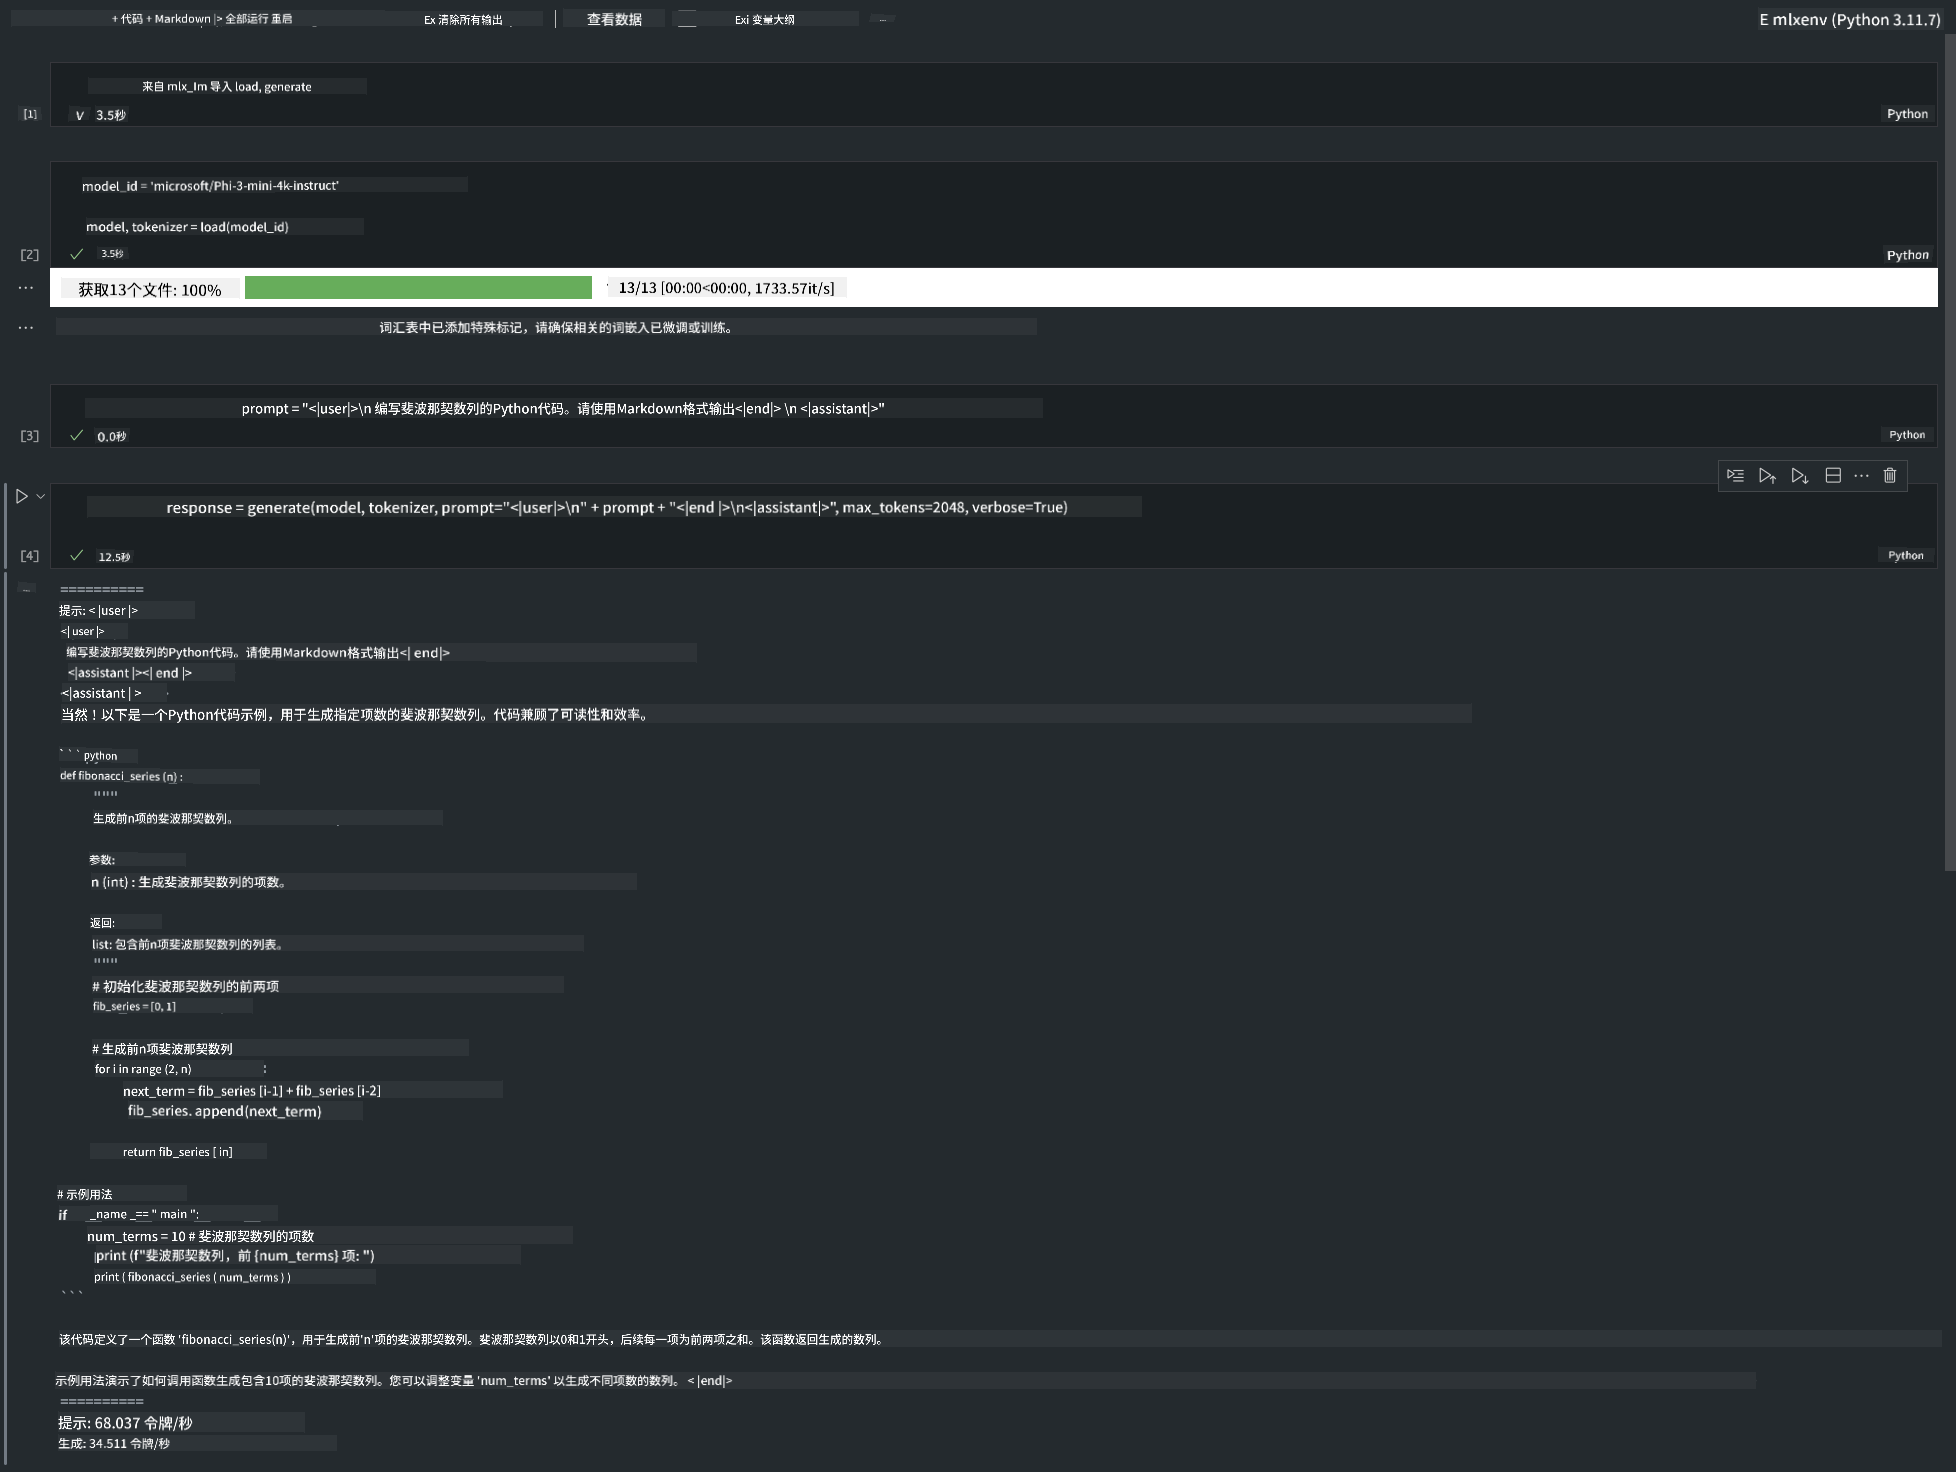 + 代码 + Markdown |> 全部运行 重启 Ex 清除所有输出 查看数据 Exi 变量大纲 ... E mlxenv (Python 3.11.7)
来自 mlx_lm 导入 load, generate
[1] V 3.5秒 Python
model_id = 'microsoft/Phi-3-mini-4k-instruct'
model, tokenizer = load(model_id)
[2] ✓ 3.5秒 Python
... 获取13个文件: 100% 13/13 [00:00<00:00, 1733.57it/s]
... 词汇表中已添加特殊标记，请确保相关的词嵌入已微调或训练。
prompt = "<|user|>\n 编写斐波那契数列的Python代码。请使用Markdown格式输出<|end|> \n <|assistant|>"
[3] ✓ 0.0秒 Python
response = generate(model, tokenizer, prompt="<|user|>\n" + prompt + "<|end |>\n<|assistant|>", max_tokens=2048, verbose=True)
[4] ✓ 12.5秒 Python
... ==========
提示: < |user |>
<| user |>
编写斐波那契数列的Python代码。请使用Markdown格式输出<| end|>
<|assistant |><| end |>
<|assistant | >
当然！以下是一个Python代码示例，用于生成指定项数的斐波那契数列。代码兼顾了可读性和效率。
` ` ` python
def fibonacci_series (n) :
"""
生成前n项的斐波那契数列。
参数:
n (int) : 生成斐波那契数列的项数。
返回:
list: 包含前n项斐波那契数列的列表。
"""
# 初始化斐波那契数列的前两项
fib_series = [0, 1]
# 生成前n项斐波那契数列
for i in range (2, n) :
next_term = fib_series [i-1] + fib_series [i-2]
fib_series. append(next_term)
return fib_series [ in]
# 示例用法
if __name _== " main ":
num_terms = 10 # 斐波那契数列的项数
print (f"斐波那契数列，前 {num_terms} 项: ")
print ( fibonacci_series ( num_terms ) )
` ` `
该代码定义了一个函数 'fibonacci_series(n)'，用于生成前'n'项的斐波那契数列。斐波那契数列以0和1开头，后续每一项为前两项之和。该函数返回生成的数列。
示例用法演示了如何调用函数生成包含10项的斐波那契数列。您可以调整变量 'num_terms' 以生成不同项数的数列。 < |end|>
==========
提示: 68.037 令牌/秒
生成: 34.511 令牌/秒